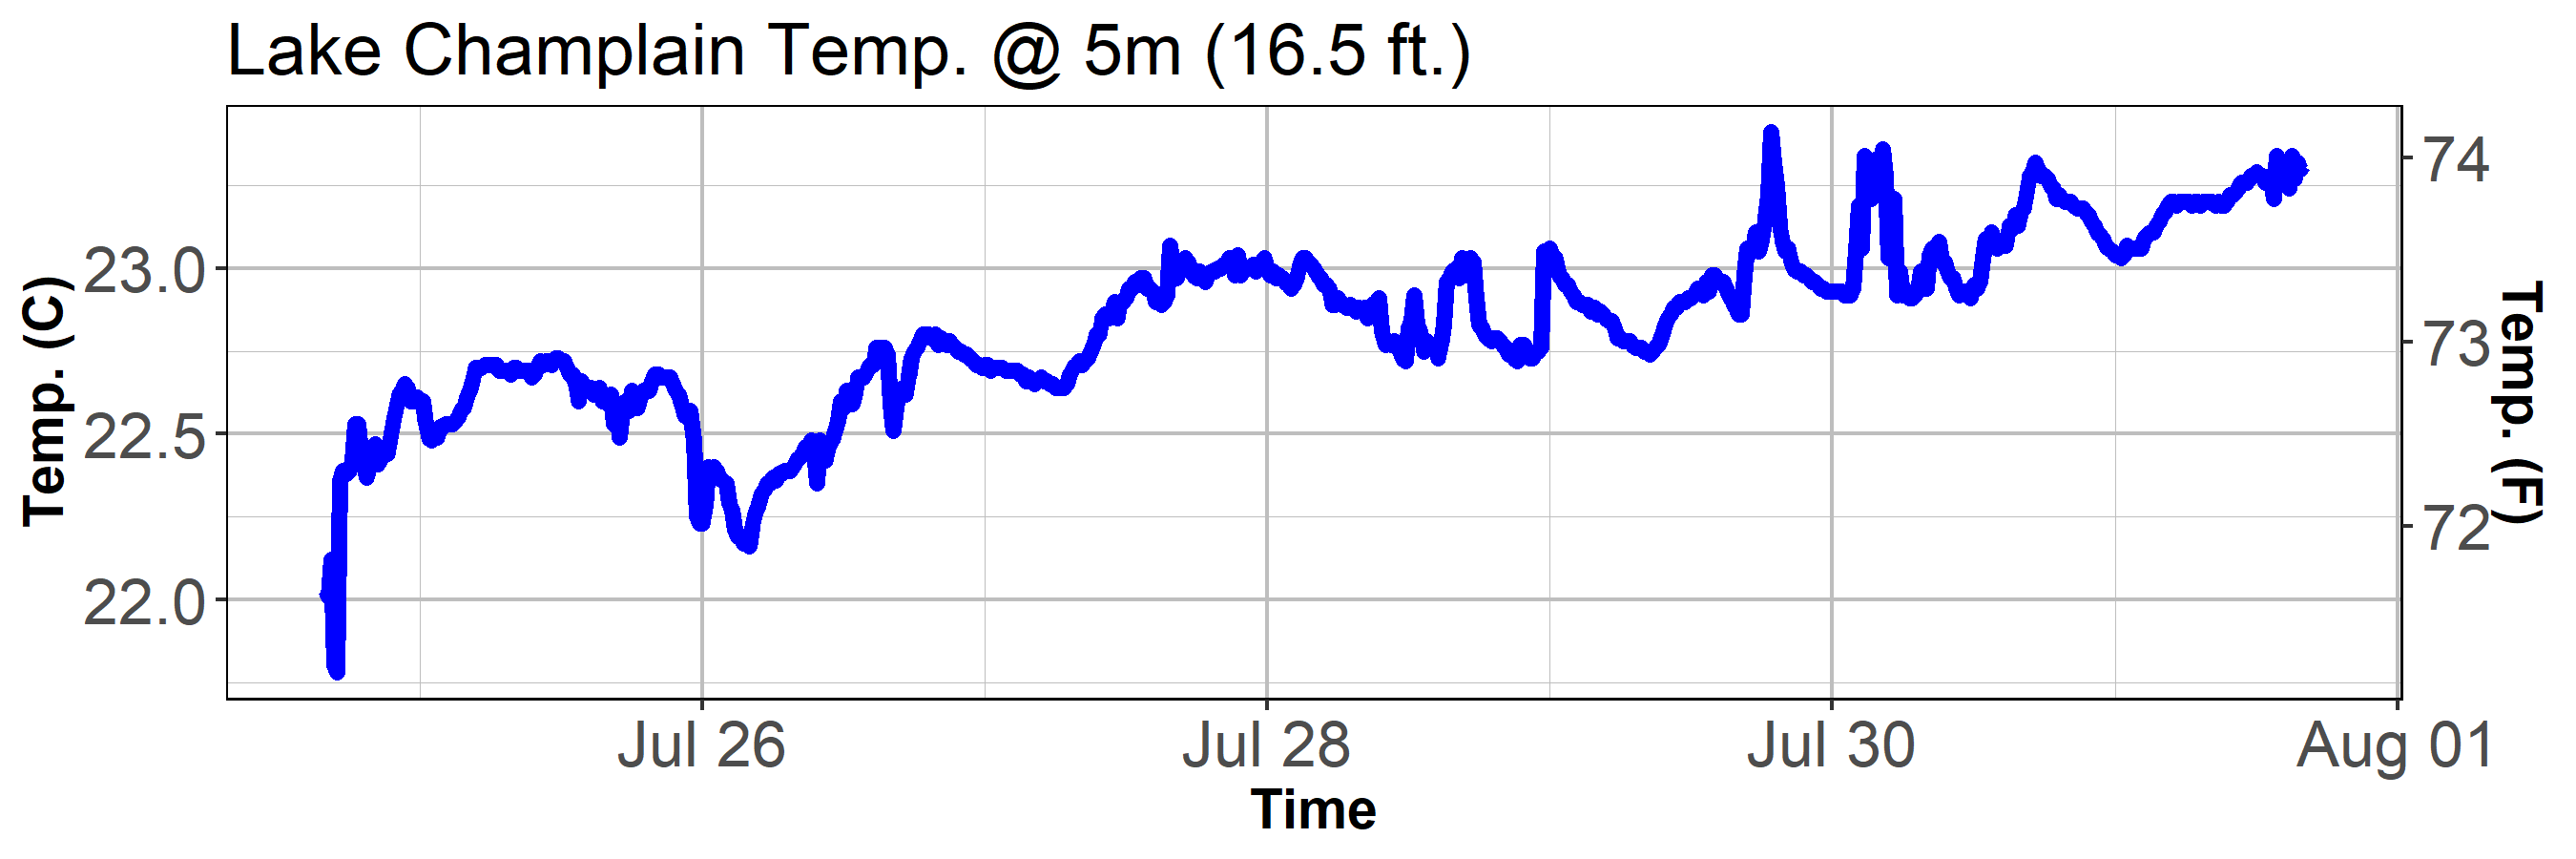 Lake Champlain Temp. @ 5m (16.5 ft.)
Temp. (C)
23.0
22.5
22.0
74
73
72
Temp. (F)
Jul 26
Jul 28
Jul 30
Aug 01
Time